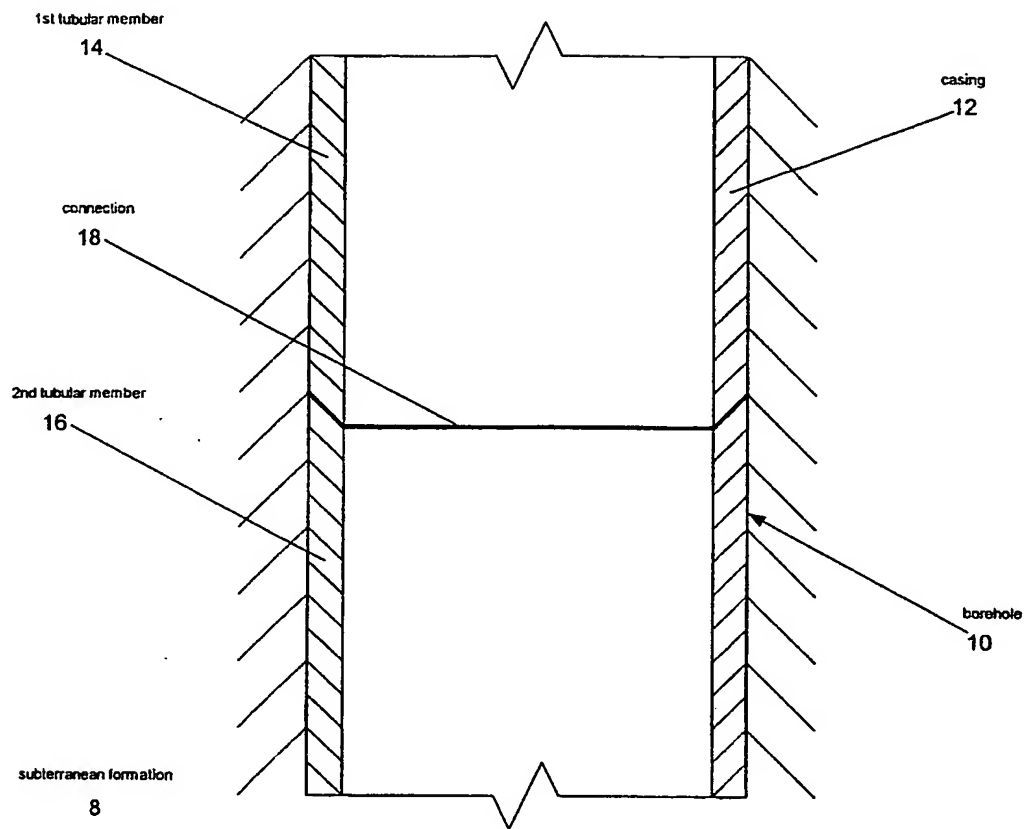 1st tubular member
14
casing
12
connection
18
2nd tubular member
16
borehole
10
subterranean formation
8